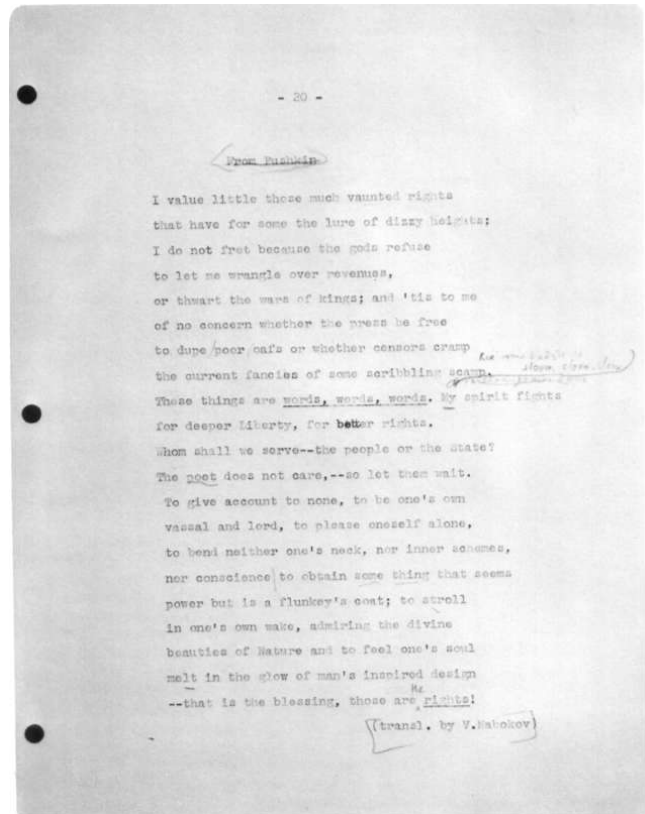 - 20 -
From Pushkin
I value little those much vaunted rights
that have for some the lure of dizzy heights;
I do not fret because the gods refuse
to let me wrangle over revenues,
or thwart the wars of kings; and 'tis to me
of no concern whether the press be free
to dupe poor oafs or whether censors cramp
the current fancies of some scribbling scamp.
These things are words, words, words. My spirit fights
for deeper Liberty, for better rights.
Whom shall we serve--the people or the State?
The poet does not care,--so let them wait.
To give account to none, to be one's own
vassal and lord, to please oneself alone,
to bend neither one's neck, nor inner schemes,
nor conscience to obtain some thing that seems
power but is a flunkey's coat; to stroll
in one's own wake, admiring the divine
beauties of Nature and to feel one's soul
melt in the glow of man's inspired design
the
--that is the blessing, those are rights!
(transl. by V.Nabokov)